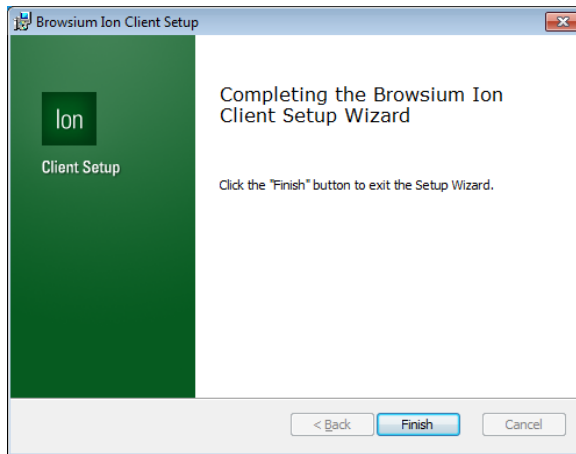 Browsium Ion Client Setup
Ion
Client Setup
Completing the Browsium Ion
Client Setup Wizard
Click the "Finish" button to exit the Setup Wizard.
< Back
Finish
Cancel